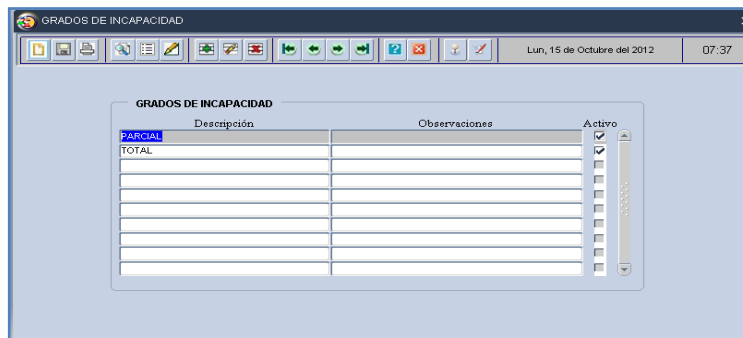 GRADOS DE INCAPACIDAD
Lun, 15 de Octubre del 2012 07:37
GRADOS DE INCAPACIDAD
Descripción Observaciones Activo
PARCIAL
TOTAL